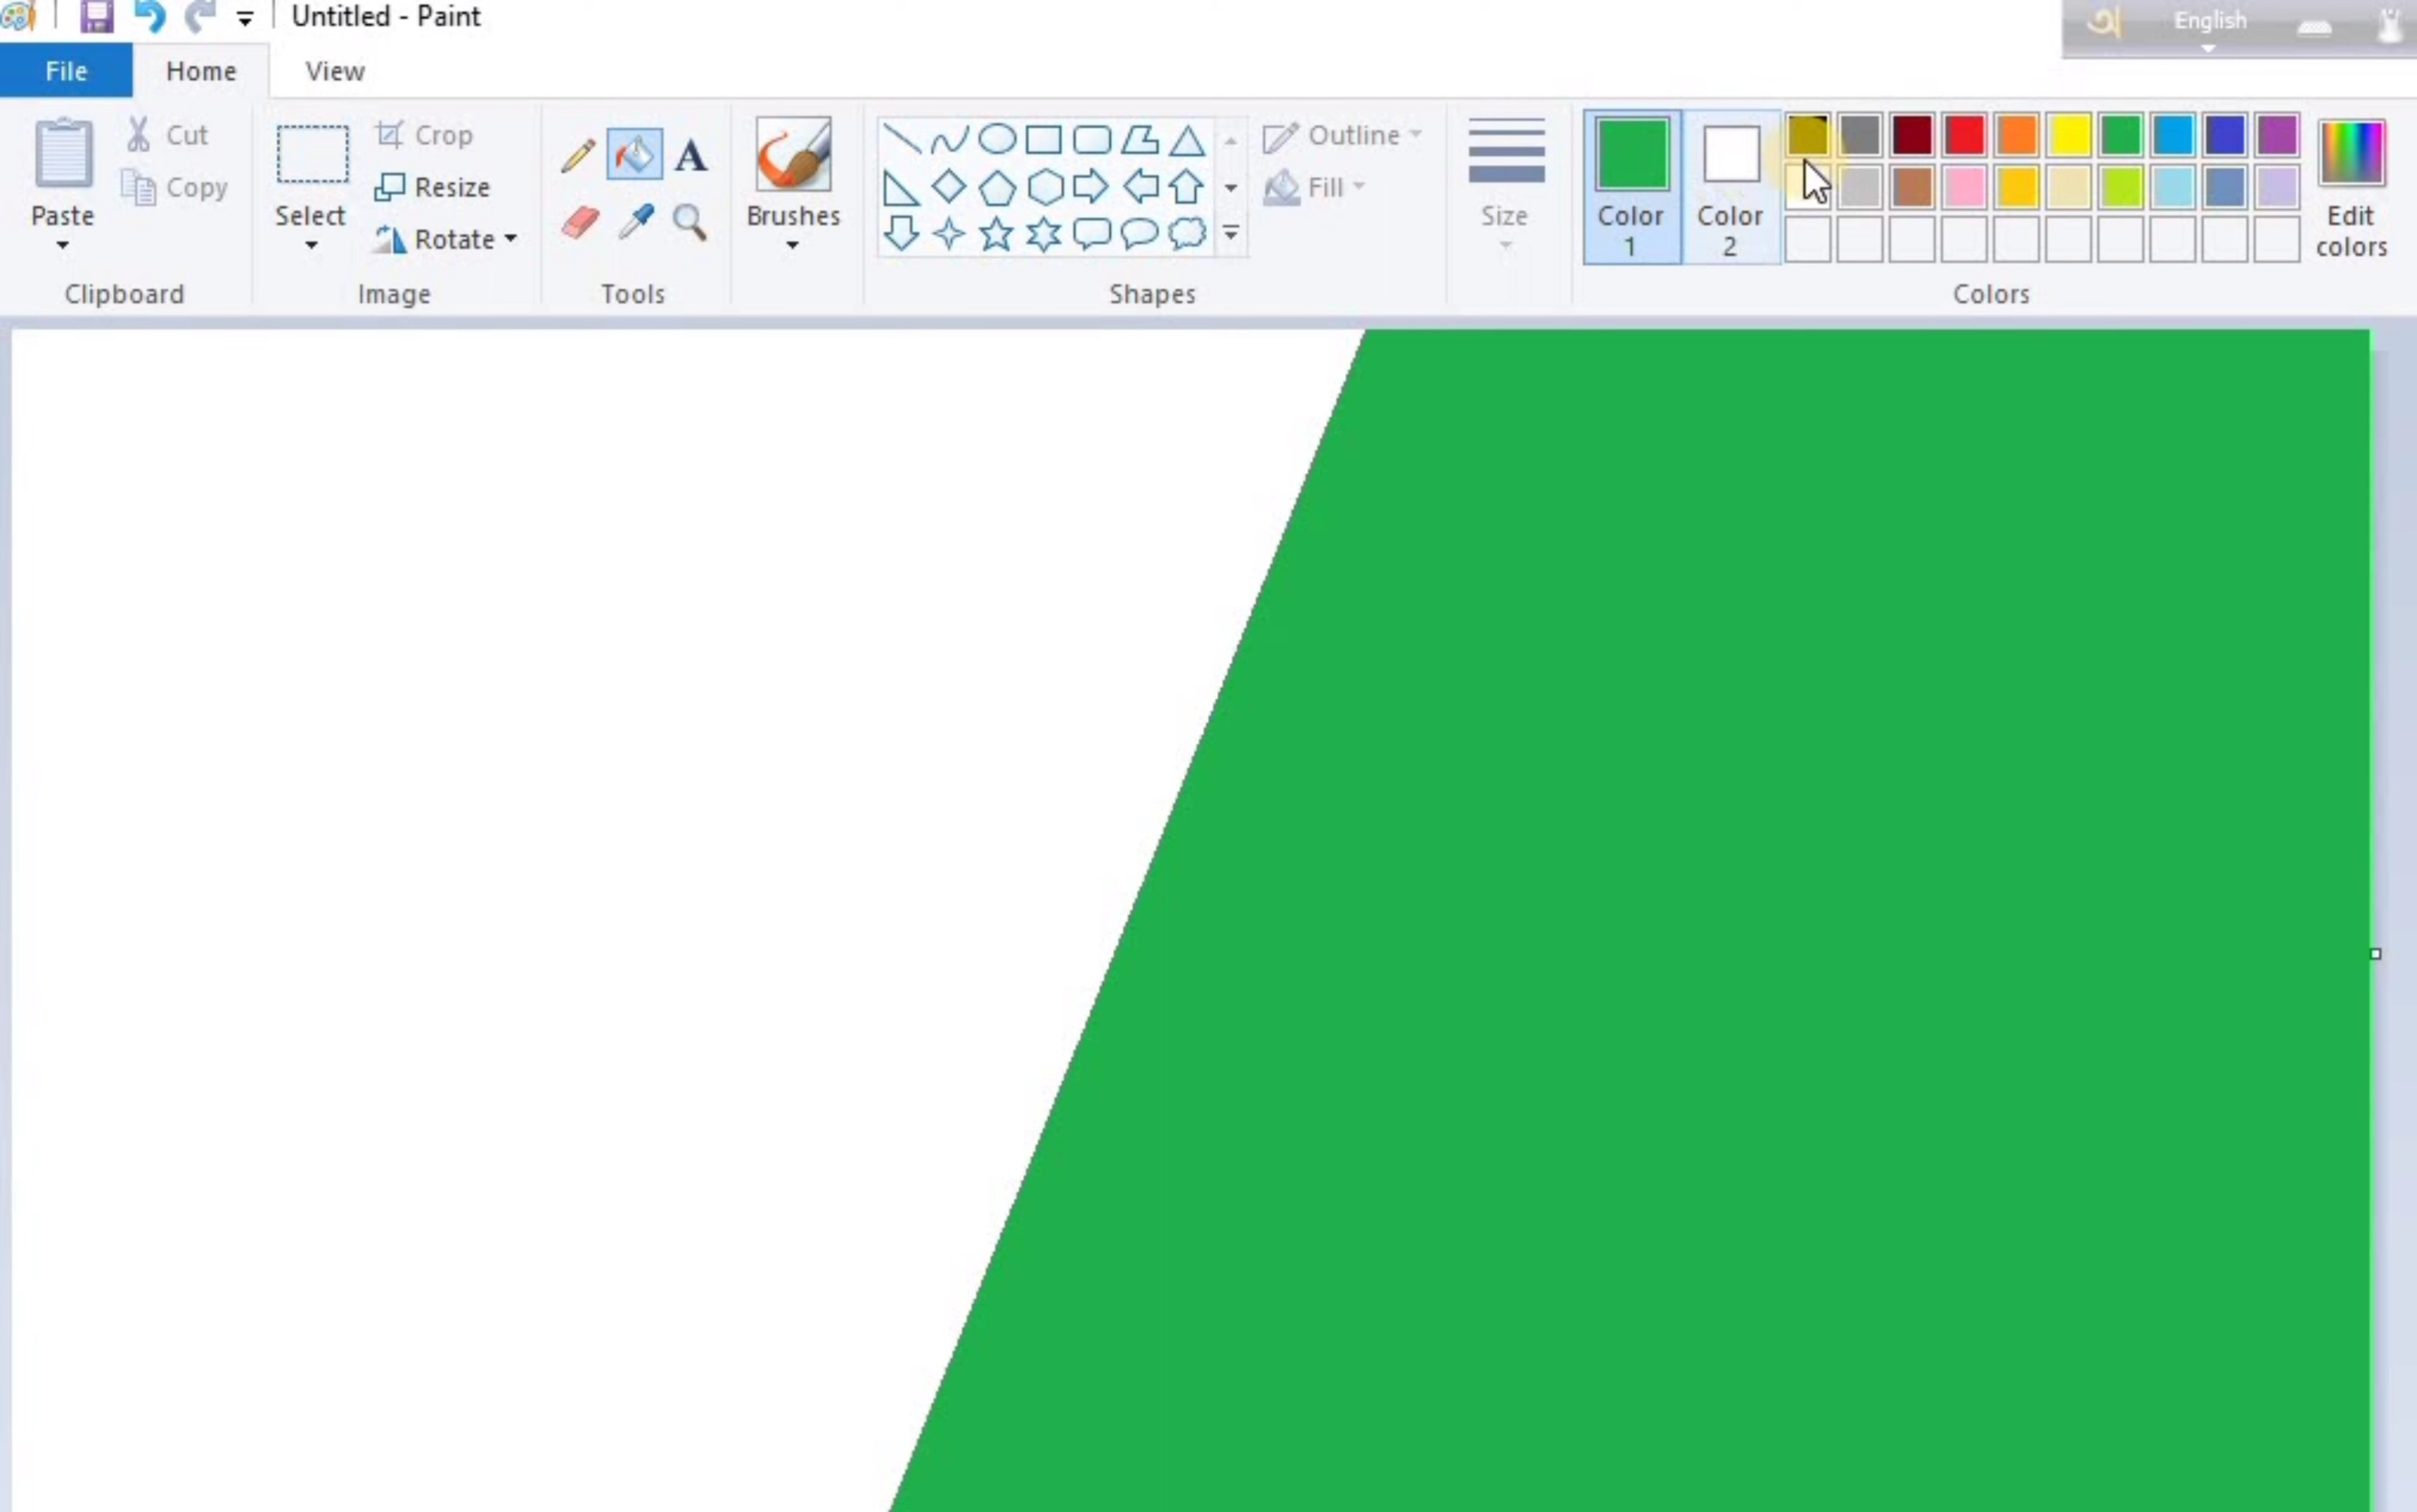 Untitled - Paint
অ English
File Home View
Paste Cut Copy
Clipboard
Select Crop Resize Rotate
Image
A
Tools
Brushes
Outline Fill
Shapes
Size
Color 1 Color 2
Edit colors
Colors